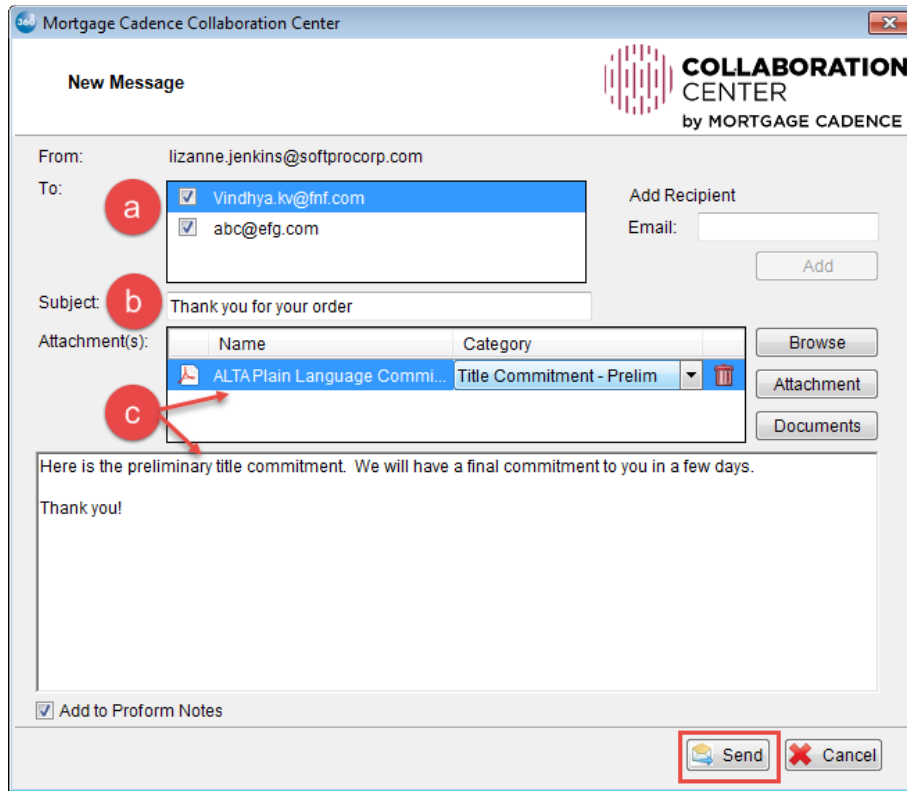 360 Mortgage Cadence Collaboration Center
New Message
COLLABORATION
CENTER
by MORTGAGE CADENCE
From: lizanne.jenkins@softprocorp.com
To:
a
Vindhya.kv@fnf.com
abc@efg.com
Add Recipient
Email:
Add
Subject: b Thank you for your order
Attachment(s):
Name Category
ALTA Plain Language Commi... Title Commitment - Prelim
c
Browse
Attachment
Documents
Here is the preliminary title commitment. We will have a final commitment to you in a few days.
Thank you!
Add to Proform Notes
Send Cancel